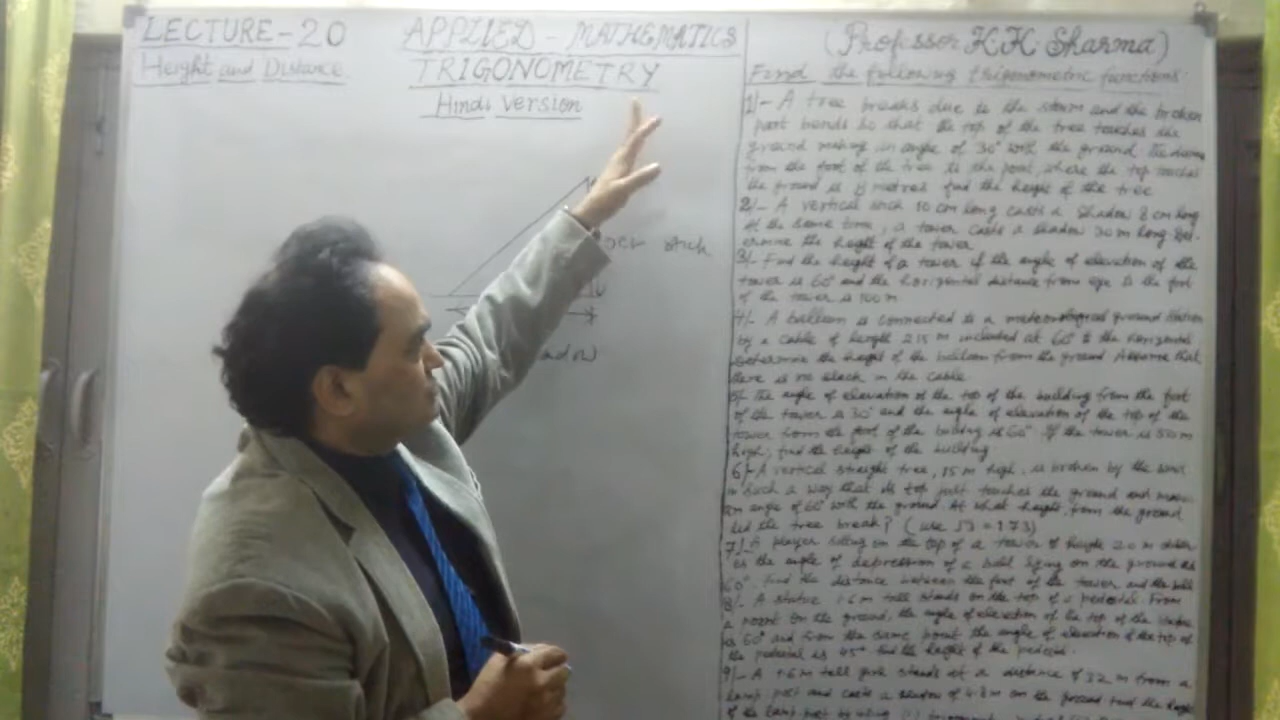 LECTURE-20
Height and Distance
APPLIED - MATHEMATICS
TRIGONOMETRY
Hindi version
stick
(Professor K.K Sharma)
Find the following trigonometric functions:
1/- A tree breaks due to the storm and the broken
part bends so that the top of the tree touches the
ground making an angle of 30° with the ground. The
from the foot of the tree to the point, where the top touches
the ground is 8 metres find the height of the tree
2/- A vertical stick 10 cm long casts a shadow 8 cm long
At the same time, a tower casts a shadow 30 m long. Det-
ermine the height of the tower
3/- Find the height of a tower if the angle of elevation of the
tower is 60° and the horizontal distance from eye to the foot
of the tower is 100 m
4/- A balloon is connected to a meteorological ground station
by a cable of length 215 m inclined at 60° to the horizontal
Determine the height of the balloon from the ground Assume that
there is no slack in the cable
5/- The angle of elevation of the top of the building from the foot
of the tower is 30° and the angle of elevation of the top of the
tower from the foot of the building is 60° If the tower is 50 m
high, find the height of the building
6/- A vertical straight tree, 15 m high, is broken by the wind
in such a way that its top just touches the ground and makes
an angle of 60° with the ground. At what height, from the ground
did the tree break? (use √3 = 1.73)
7/- A player sitting on the top of a tower of height 20 m
the angle of depression of a ball lying on the ground as
60°. Find the distance between the foot of the tower and the ball
8/- A statue 1.6 m tall stands on the top of a pedestal. From
a point on the ground, the angle of elevation of the top of the statue
is 60° and from the same point the angle of elevation of the top of
the pedestal is 45° find the height of the pedestal.
9/- A 1.6 m tall girl stands at a distance of 3.2 m from a
lamp post and casts a shadow of 4.8 m on the ground find the height
of the lamp post by using